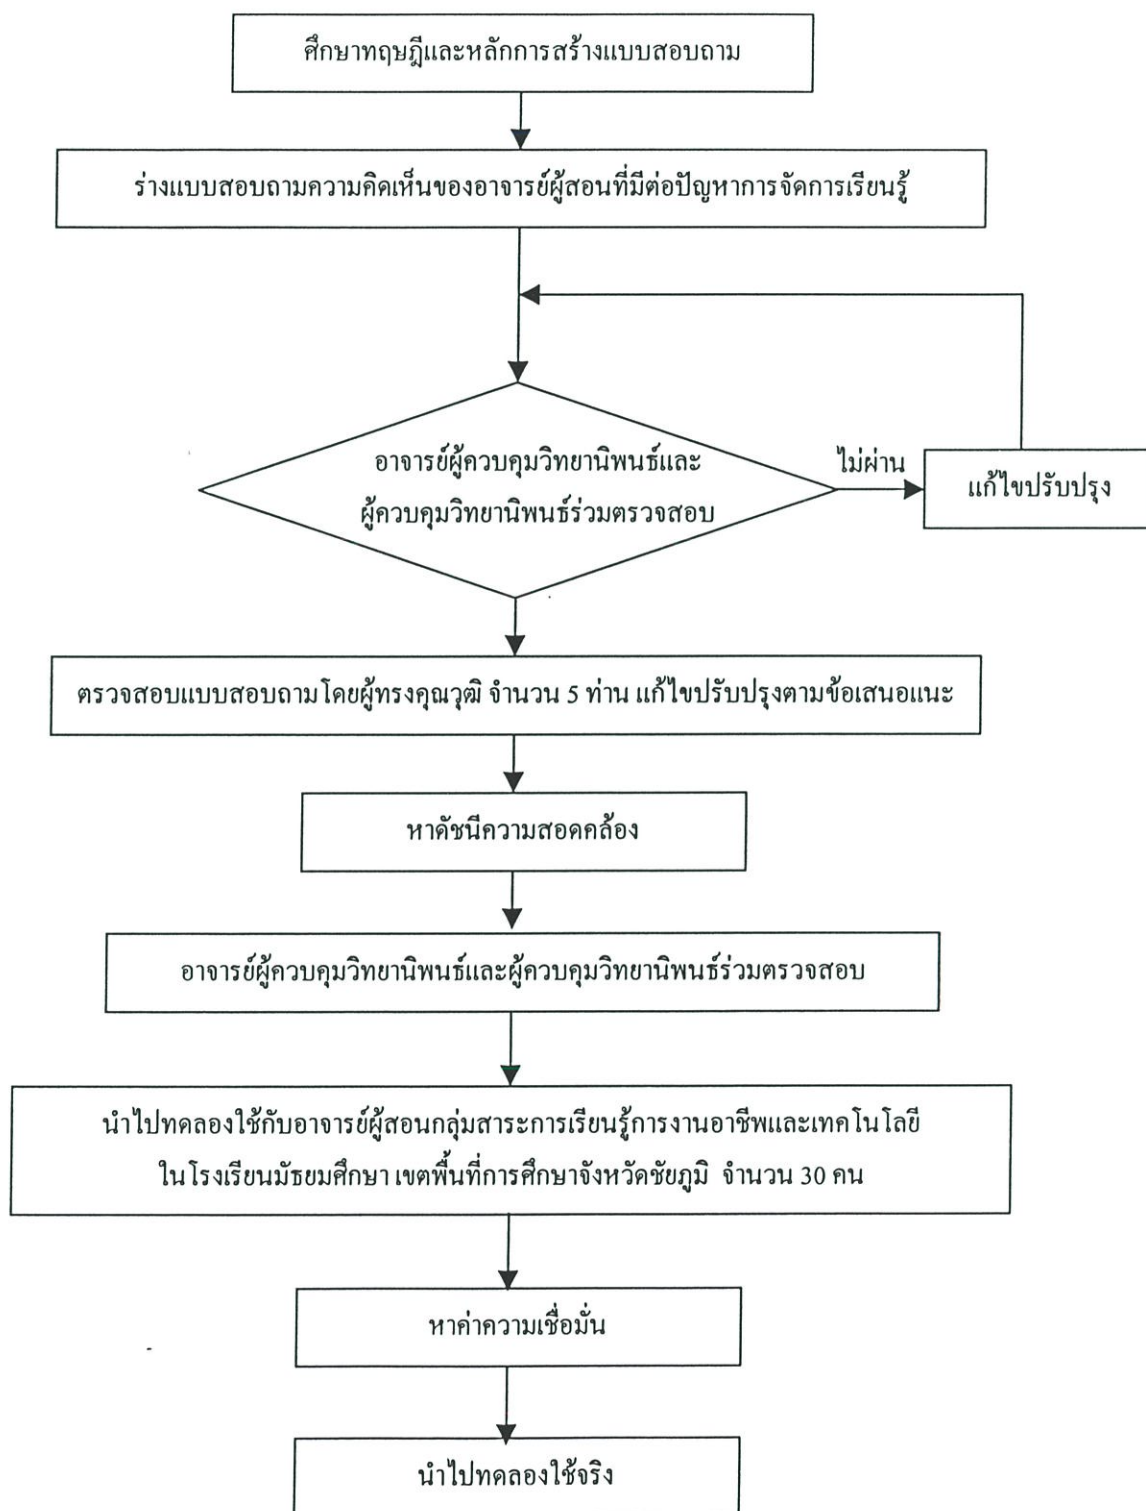 ศึกษาทฤษฎีและหลักการสร้างแบบสอบถาม
ร่างแบบสอบถามความคิดเห็นของอาจารย์ผู้สอนที่มีต่อปัญหาการจัดการเรียนรู้
อาจารย์ผู้ควบคุมวิทยานิพนธ์และ
ผู้ควบคุมวิทยานิพนธ์ร่วมตรวจสอบ
ไม่ผ่าน
แก้ไขปรับปรุง
ตรวจสอบแบบสอบถามโดยผู้ทรงคุณวุฒิ จำนวน 5 ท่าน แก้ไขปรับปรุงตามข้อเสนอแนะ
หาดัชนีความสอดคล้อง
อาจารย์ผู้ควบคุมวิทยานิพนธ์และผู้ควบคุมวิทยานิพนธ์ร่วมตรวจสอบ
นำไปทดลองใช้กับอาจารย์ผู้สอนกลุ่มสาระการเรียนรู้การงานอาชีพและเทคโนโลยี
ในโรงเรียนมัธยมศึกษา เขตพื้นที่การศึกษาจังหวัดชัยภูมิ จำนวน 30 คน
หาค่าความเชื่อมั่น
นำไปทดลองใช้จริง